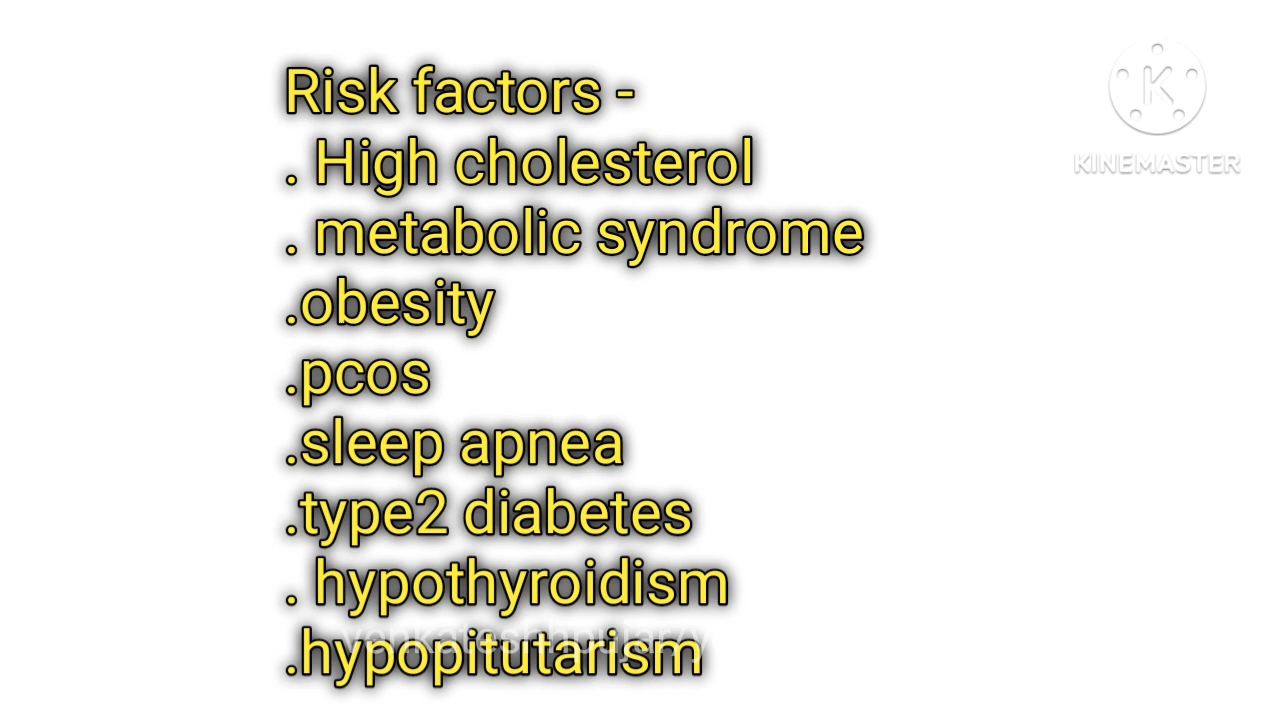 Risk factors -
. High cholesterol
. metabolic syndrome
.obesity
.pcos
.sleep apnea
.type2 diabetes
. hypothyroidism
.hypopitutarism
KINEMASTER